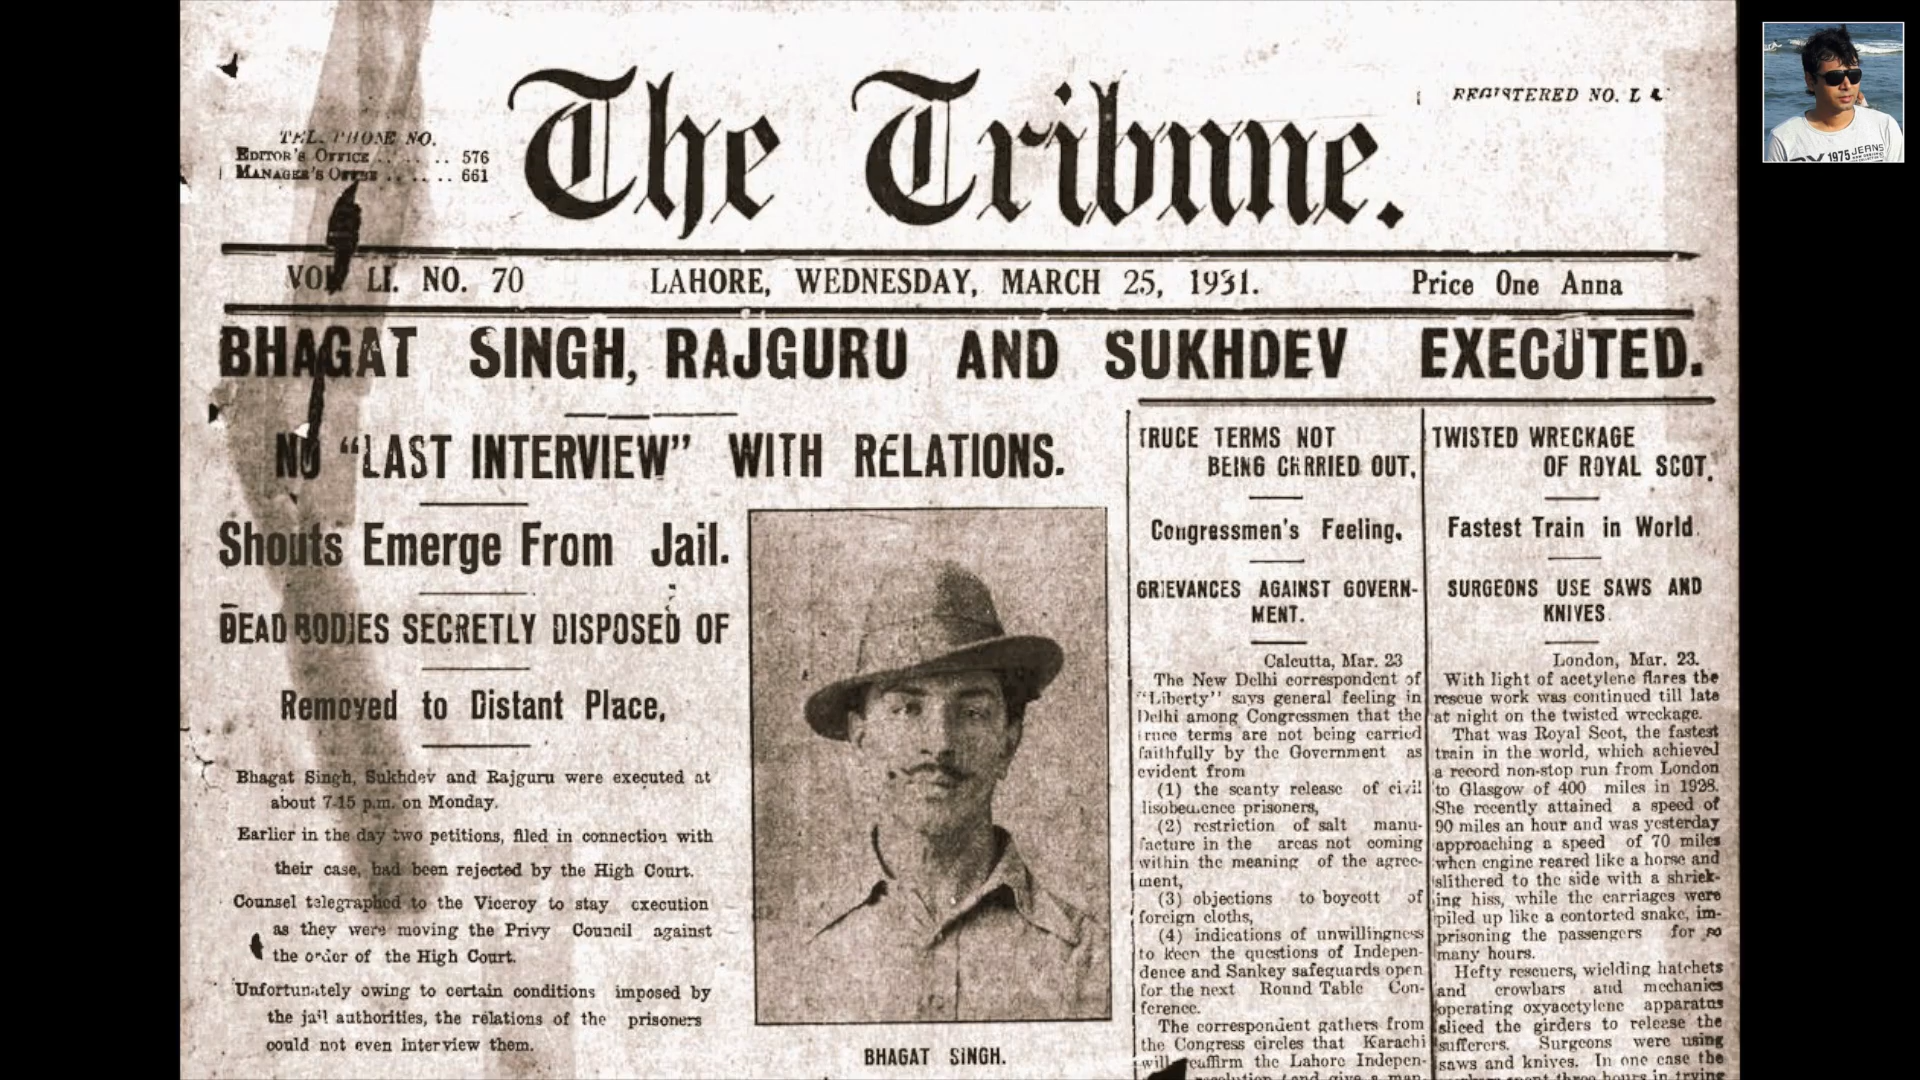 REGISTERED NO. L
TEL. PHONE NO.
EDITOR'S OFFICE .. .. .. 576
MANAGER'S OFFICE .. .. .. 661
The Tribune.
VOL. LI. NO. 70 LAHORE, WEDNESDAY, MARCH 25, 1931. Price One Anna
BHAGAT SINGH, RAJGURU AND SUKHDEV EXECUTED.
NO “LAST INTERVIEW” WITH RELATIONS.
Shouts Emerge From Jail.
DEAD BODIES SECRETLY DISPOSED OF
Removed to Distant Place,
Bhagat Singh, Sukhdev and Rajguru were executed at
about 7-15 p.m. on Monday.
Earlier in the day two petitions, filed in connection with
their case, had been rejected by the High Court.
Counsel telegraphed to the Viceroy to stay execution
as they were moving the Privy Council against
the order of the High Court.
Unfortunately owing to certain conditions imposed by
the jail authorities, the relations of the prisoners
could not even interview them.
BHAGAT SINGH.
TRUCE TERMS NOT
BEING CARRIED OUT.
Congressmen's Feeling.
GRIEVANCES AGAINST GOVERN-
MENT.
Calcutta, Mar. 23
The New Delhi correspondent of
"Liberty" says general feeling in
Delhi among Congressmen that the
truce terms are not being carried
faithfully by the Government as
evident from
(1) the scanty release of civil
disobedience prisoners,
(2) restriction of salt manu-
facture in the areas not coming
within the meaning of the agree-
ment,
(3) objections to boycott of
foreign cloths,
(4) indications of unwillingness
to keep the questions of Indepen-
dence and Sankey safeguards open
for the next Round Table Con-
ference.
The correspondent gathers from
the Congress circles that Karachi
will reaffirm the Lahore Indepen-
resolution and give a man-
TWISTED WRECKAGE
OF ROYAL SCOT.
Fastest Train in World.
SURGEONS USE SAWS AND
KNIVES.
London, Mar. 23.
With light of acetylene flares the
rescue work was continued till late
at night on the twisted wreckage.
That was Royal Scot, the fastest
train in the world, which achieved
a record non-stop run from London
to Glasgow of 400 miles in 1928.
She recently attained a speed of
90 miles an hour and was yesterday
approaching a speed of 70 miles
when engine reared like a horse and
slithered to the side with a shriek-
ing hiss, while the carriages were
piled up like a contorted snake, im-
prisoning the passengers for so
many hours.
Hefty rescuers, wielding hatchets
and crowbars and mechanics
operating oxyacetylene apparatus
sliced the girders to release the
sufferers. Surgeons were using
saws and knives. In one case the
spent three hours in trying
1975 JEANS